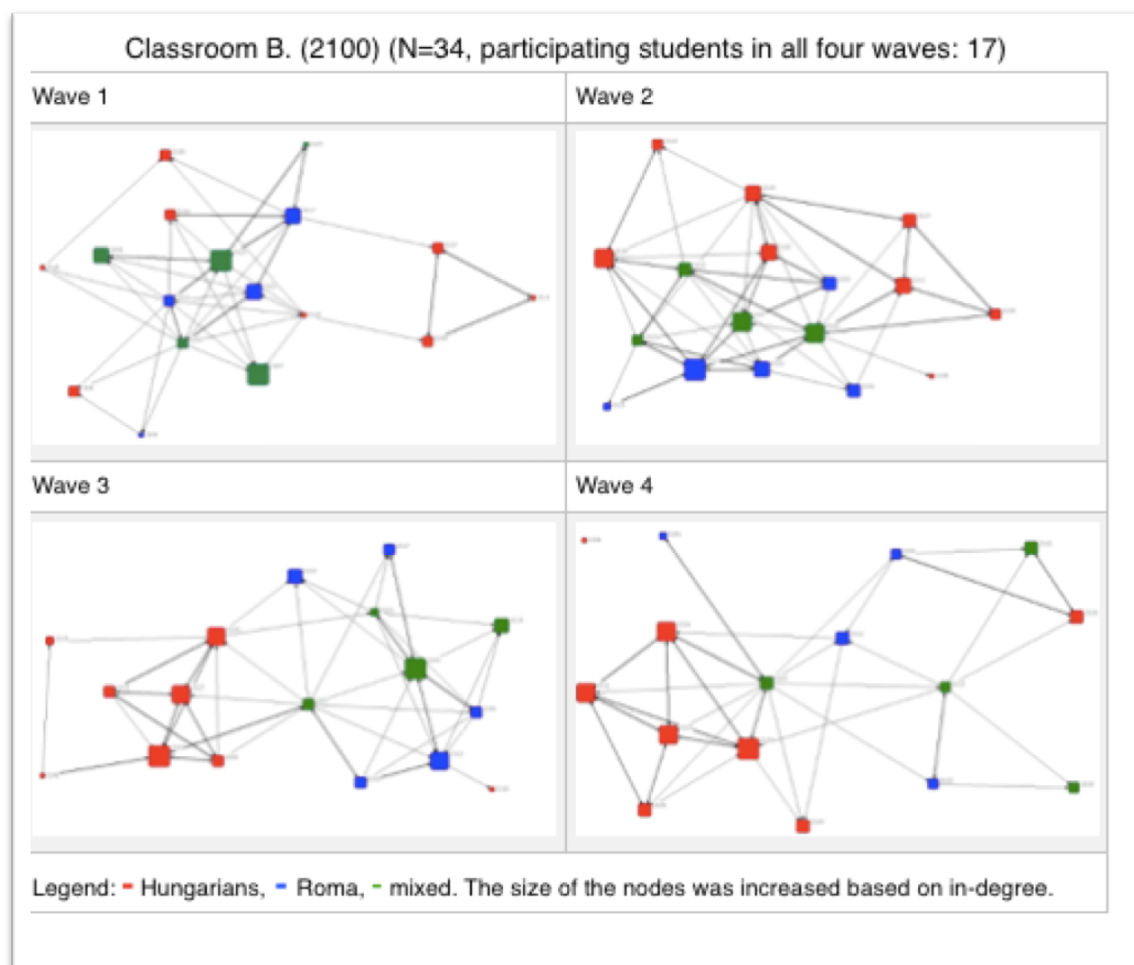 Classroom B. (2100) (N=34, participating students in all four waves: 17)
Wave 1
Wave 2
Wave 3
Wave 4
Legend: - Hungarians, - Roma, - mixed. The size of the nodes was increased based on in-degree.